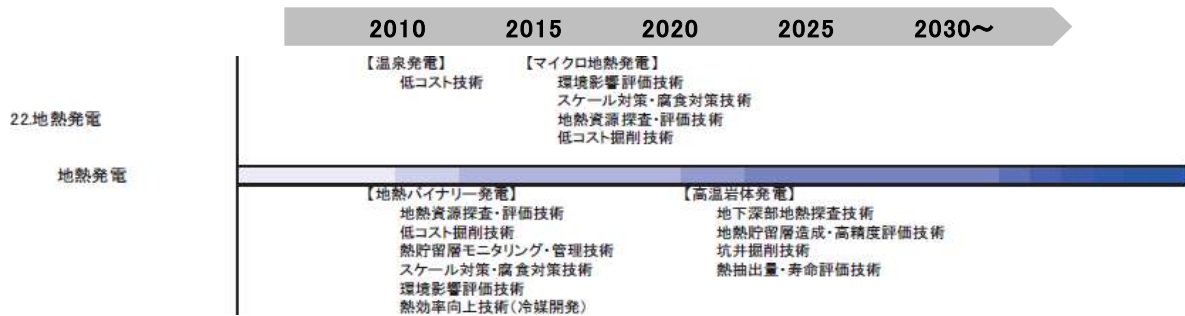 2010 2015 2020 2025 2030～
【温泉発電】
低コスト技術
【マイクロ地熱発電】
環境影響評価技術
スケール対策・腐食対策技術
地熱資源探査・評価技術
低コスト掘削技術
22.地熱発電
地熱発電
【地熱バイナリー発電】
地熱資源探査・評価技術
低コスト掘削技術
熱貯留層モニタリング・管理技術
スケール対策・腐食対策技術
環境影響評価技術
熱効率向上技術(冷媒開発)
【高温岩体発電】
地下深部地熱探査技術
地熱貯留層造成・高精度評価技術
坑井掘削技術
熱抽出量・寿命評価技術